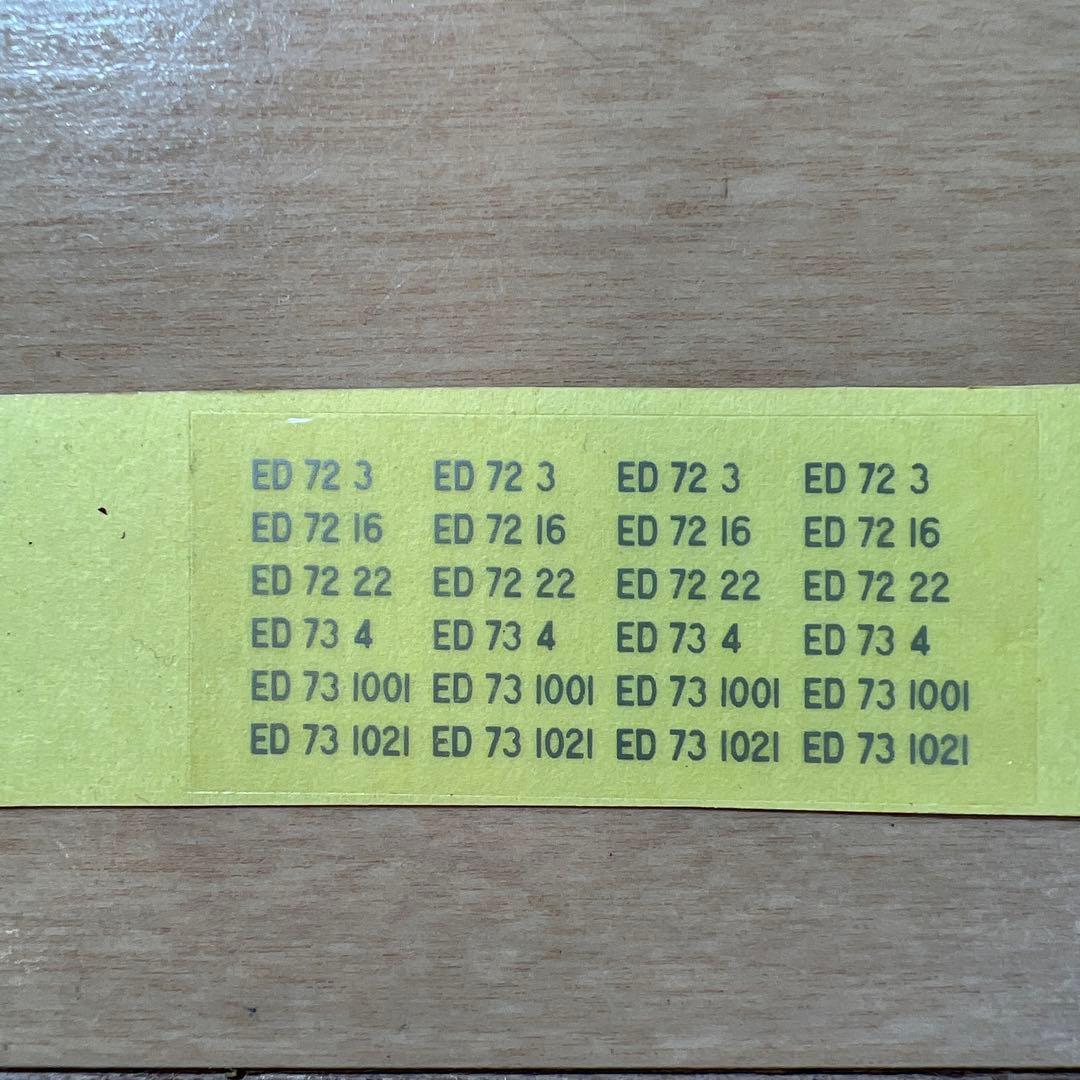 ED 72 3 ED 72 3 ED 72 3 ED 72 3
ED 72 16 ED 72 16 ED 72 16 ED 72 16
ED 72 22 ED 72 22 ED 72 22 ED 72 22
ED 73 4 ED 73 4 ED 73 4 ED 73 4
ED 73 1001 ED 73 1001 ED 73 1001 ED 73 1001
ED 73 1021 ED 73 1021 ED 73 1021 ED 73 1021